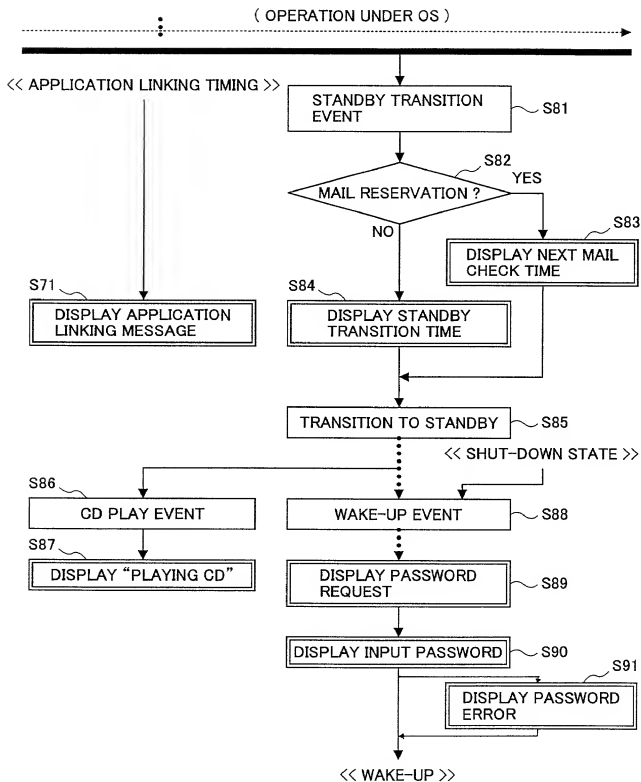 ( OPERATION UNDER OS )
<< APPLICATION LINKING TIMING >>
STANDBY TRANSITION
EVENT
S81
S82
MAIL RESERVATION ?
YES
NO
S83
DISPLAY NEXT MAIL
CHECK TIME
S71
DISPLAY APPLICATION
LINKING MESSAGE
S84
DISPLAY STANDBY
TRANSITION TIME
TRANSITION TO STANDBY
S85
<< SHUT-DOWN STATE >>
S86
CD PLAY EVENT
WAKE-UP EVENT
S88
S87
DISPLAY “PLAYING CD”
DISPLAY PASSWORD
REQUEST
S89
DISPLAY INPUT PASSWORD
S90
S91
DISPLAY PASSWORD
ERROR
<< WAKE-UP >>